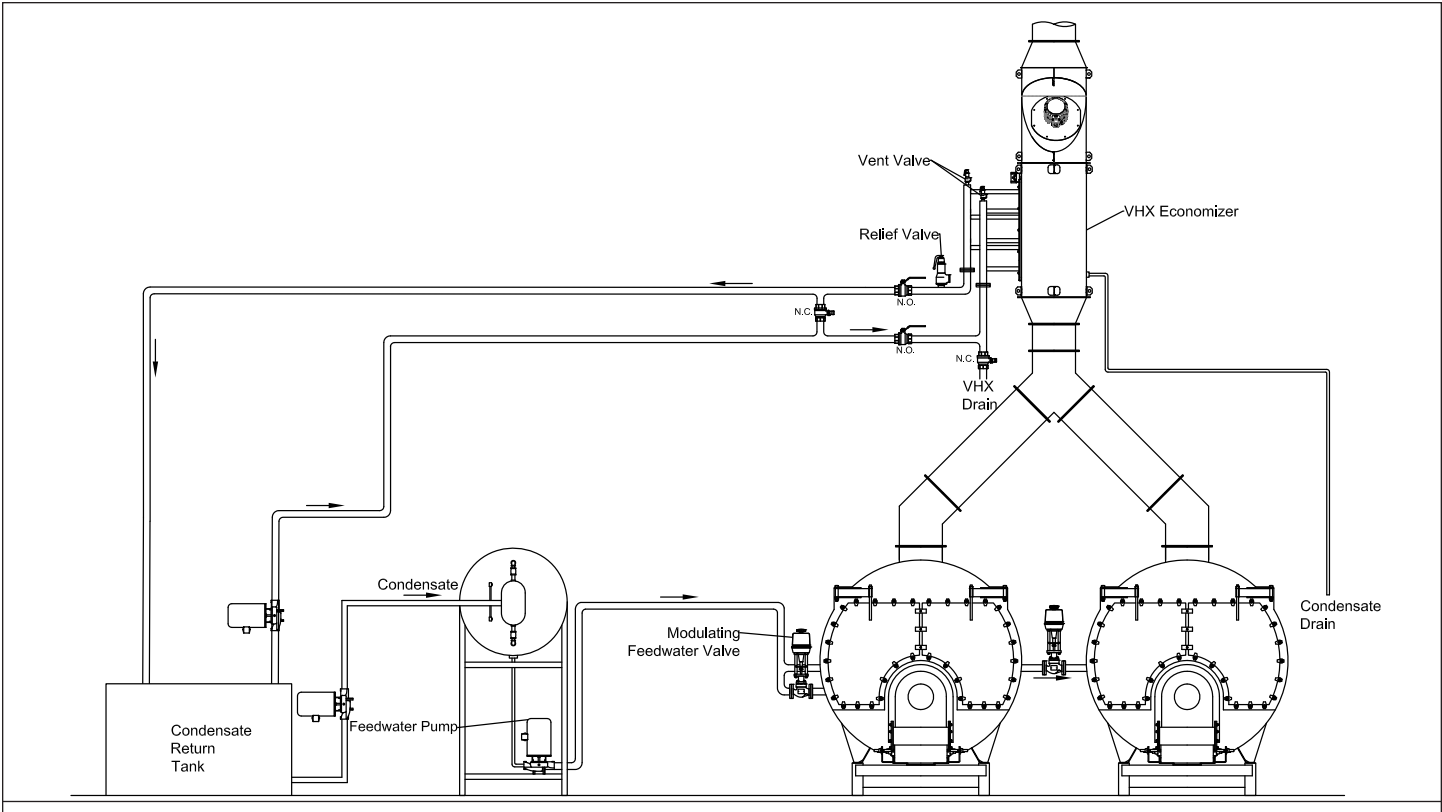 Vent Valve
VHX Economizer
Relief Valve
N.O.
N.C.
N.O.
N.C.
VHX
Drain
Condensate
Condensate
Drain
Modulating
Feedwater Valve
Feedwater Pump
Condensate
Return
Tank